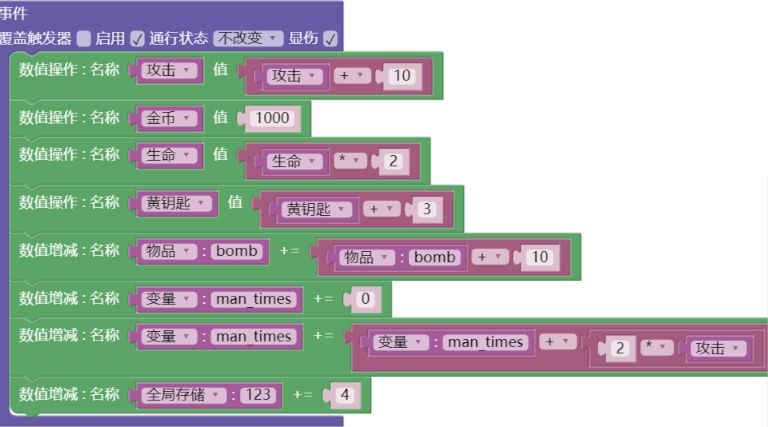 事件
覆盖触发器 启用 通行状态 不改变 显伤
数值操作:名称 攻击 值 攻击 + 10
数值操作:名称 金币 值 1000
数值操作:名称 生命 值 生命 * 2
数值操作:名称 黄钥匙 值 黄钥匙 + 3
数值增减:名称 物品:bomb += 物品:bomb + 10
数值增减:名称 变量:man_times += 0
数值增减:名称 变量:man_times += 变量:man_times + 2 * 攻击
数值增减:名称 全局存储:123 += 4